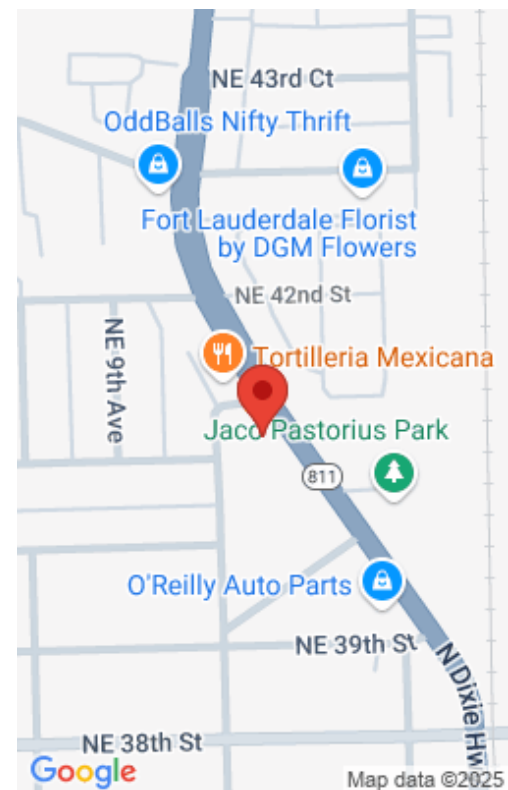 NE 43rd Ct
OddBalls Nifty Thrift
Fort Lauderdale Florist
by DGM Flowers
NE 42nd St
NE 9th Ave
Tortilleria Mexicana
Jaco Pastorius Park
811
O'Reilly Auto Parts
NE 39th St
N Dixie Hw
NE 38th St
Google
Map data ©2025